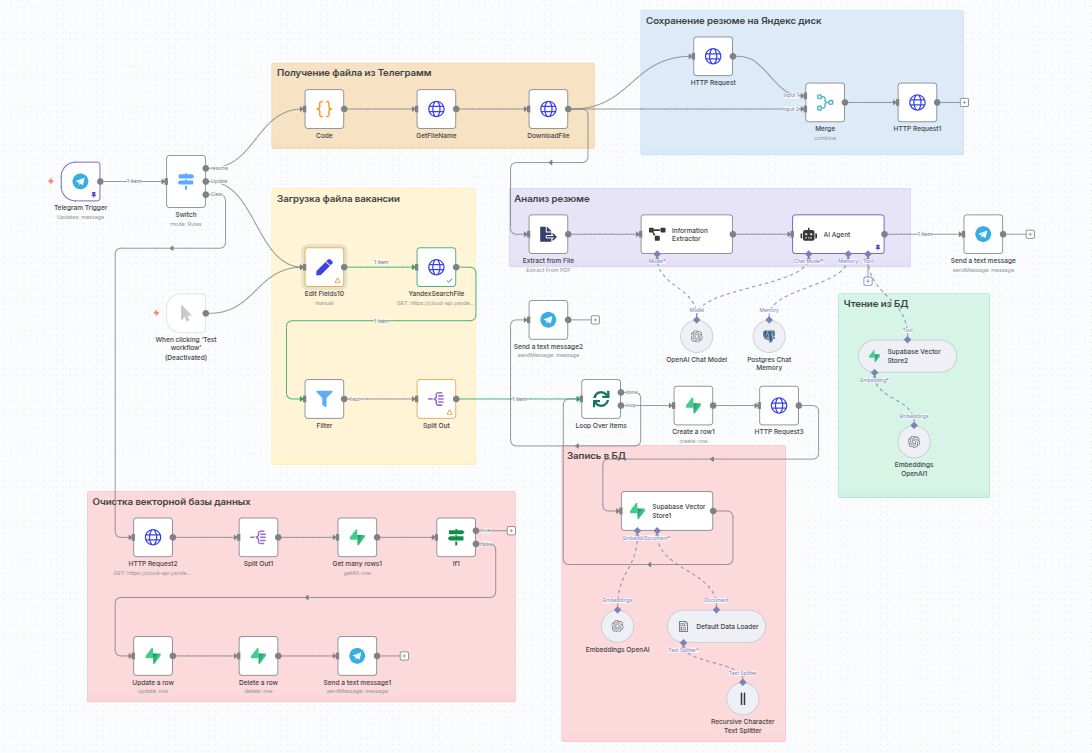 Сохранение резюме на Яндекс диск
HTTP Request
Input 1
Input 2
Merge
combine
HTTP Request1
Получение файла из Телеграмм
Code
GetFileName
DownloadFile
Telegram Trigger
Updates: message
1 item
Switch
mode: Rules
resume
Update
Clear
When clicking 'Test
workflow'
(Deactivated)
Загрузка файла вакансии
Edit Fields10
manual
1 item
YandexSearchFile
GET: https://cloud-api.yande...
1 item
Filter
Kept
Split Out
1 item
Анализ резюме
Extract from File
Extract From PDF
Information
Extractor
Model*
AI Agent
Chat Model*
Memory
Tool
1 item
Send a text message
sendMessage: message
Model
OpenAI Chat Model
Memory
Postgres Chat
Memory
Send a text message2
sendMessage: message
Loop Over Items
done
loop
Create a row1
create: row
HTTP Request3
Чтение из БД
Tool
Supabase Vector
Store2
Embedding*
Embeddings
Embeddings
OpenAI1
Запись в БД
Supabase Vector
Store1
Document*
Embeddings
Embeddings OpenAI
Document
Default Data Loader
Text Splitter*
Text Splitter
Recursive Character
Text Splitter
Очистка векторной базы данных
HTTP Request2
GET: https://cloud-api.yande...
Split Out1
Get many rows1
getAll: row
If1
true
false
Update a row
update: row
Delete a row
delete: row
Send a text message1
sendMessage: message